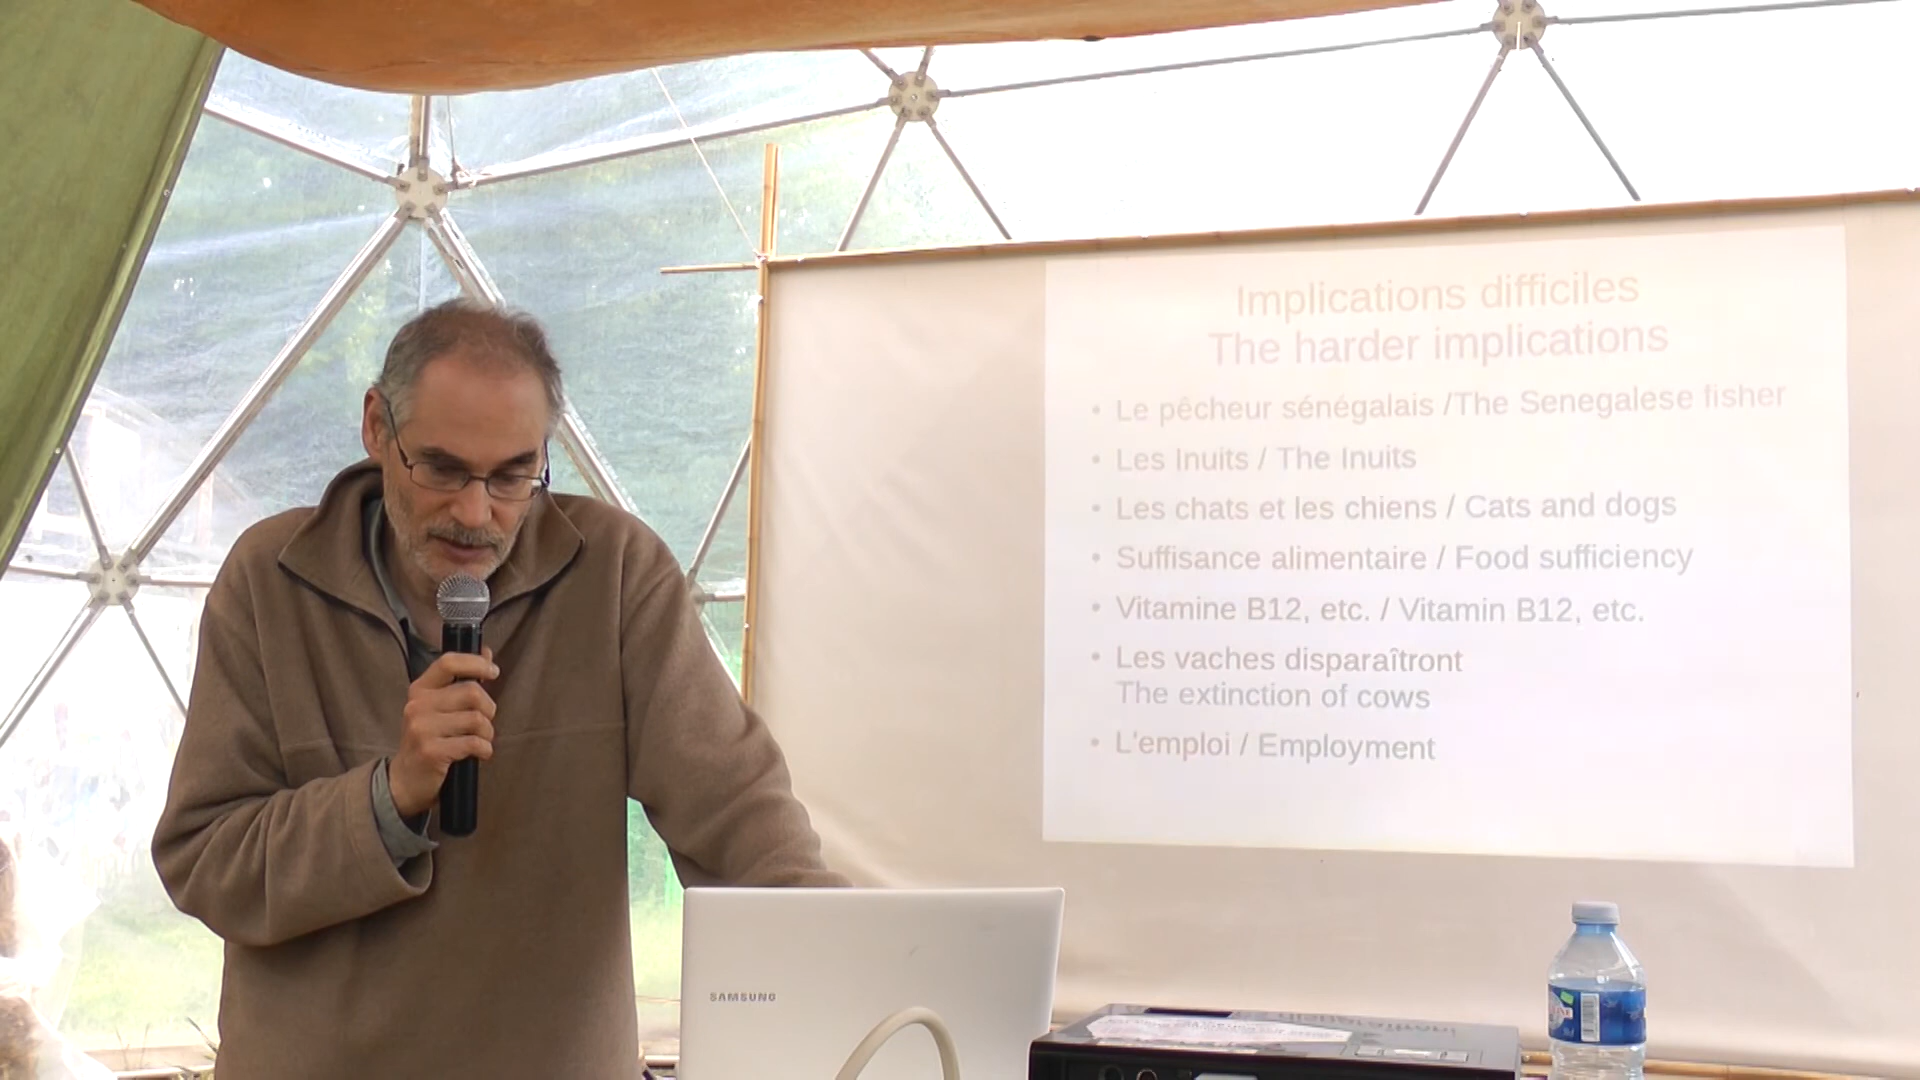 Implications difficiles
The harder implications
• Le pêcheur sénégalais /The Senegalese fisher
• Les Inuits / The Inuits
• Les chats et les chiens / Cats and dogs
• Suffisance alimentaire / Food sufficiency
• Vitamine B12, etc. / Vitamin B12, etc.
• Les vaches disparaîtront
The extinction of cows
• L'emploi / Employment
SAMSUNG